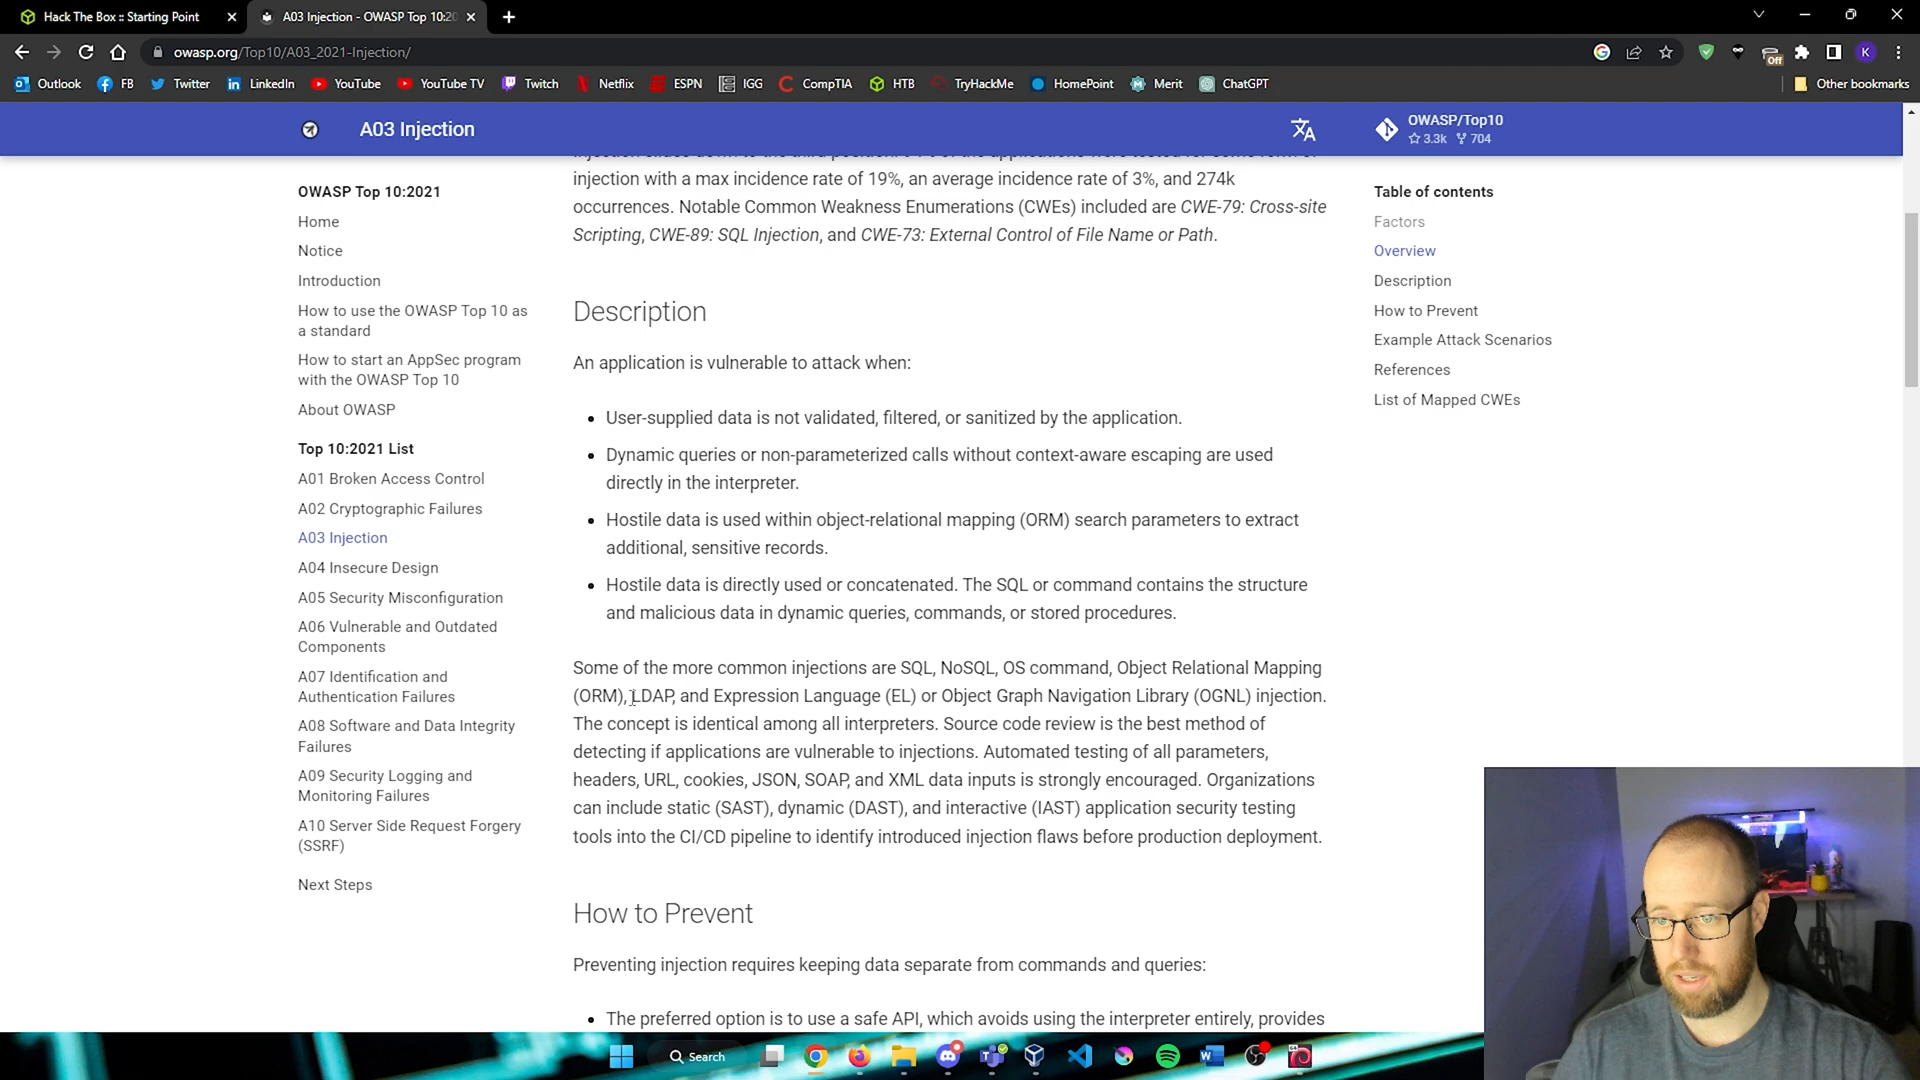 Hack The Box :: Starting Point
A03 Injection - OWASP Top 10:20
owasp.org/Top10/A03_2021-Injection/
Off
K
Outlook
FB
Twitter
LinkedIn
YouTube
YouTube TV
Twitch
Netflix
ESPN
IGG
CompTIA
HTB
TryHackMe
HomePoint
Merit
ChatGPT
Other bookmarks
A03 Injection
OWASP/Top10
3.3k 704
OWASP Top 10:2021
Home
Notice
Introduction
How to use the OWASP Top 10 as
a standard
How to start an AppSec program
with the OWASP Top 10
About OWASP
Top 10:2021 List
A01 Broken Access Control
A02 Cryptographic Failures
A03 Injection
A04 Insecure Design
A05 Security Misconfiguration
A06 Vulnerable and Outdated
Components
A07 Identification and
Authentication Failures
A08 Software and Data Integrity
Failures
A09 Security Logging and
Monitoring Failures
A10 Server Side Request Forgery
(SSRF)
Next Steps
injection with a max incidence rate of 19%, an average incidence rate of 3%, and 274k
occurrences. Notable Common Weakness Enumerations (CWEs) included are CWE-79: Cross-site
Scripting, CWE-89: SQL Injection, and CWE-73: External Control of File Name or Path.
Description
An application is vulnerable to attack when:
• User-supplied data is not validated, filtered, or sanitized by the application.
• Dynamic queries or non-parameterized calls without context-aware escaping are used
directly in the interpreter.
• Hostile data is used within object-relational mapping (ORM) search parameters to extract
additional, sensitive records.
• Hostile data is directly used or concatenated. The SQL or command contains the structure
and malicious data in dynamic queries, commands, or stored procedures.
Some of the more common injections are SQL, NoSQL, OS command, Object Relational Mapping
(ORM), LDAP, and Expression Language (EL) or Object Graph Navigation Library (OGNL) injection.
The concept is identical among all interpreters. Source code review is the best method of
detecting if applications are vulnerable to injections. Automated testing of all parameters,
headers, URL, cookies, JSON, SOAP, and XML data inputs is strongly encouraged. Organizations
can include static (SAST), dynamic (DAST), and interactive (IAST) application security testing
tools into the CI/CD pipeline to identify introduced injection flaws before production deployment.
How to Prevent
Preventing injection requires keeping data separate from commands and queries:
• The preferred option is to use a safe API, which avoids using the interpreter entirely, provides
Table of contents
Factors
Overview
Description
How to Prevent
Example Attack Scenarios
References
List of Mapped CWEs
Search